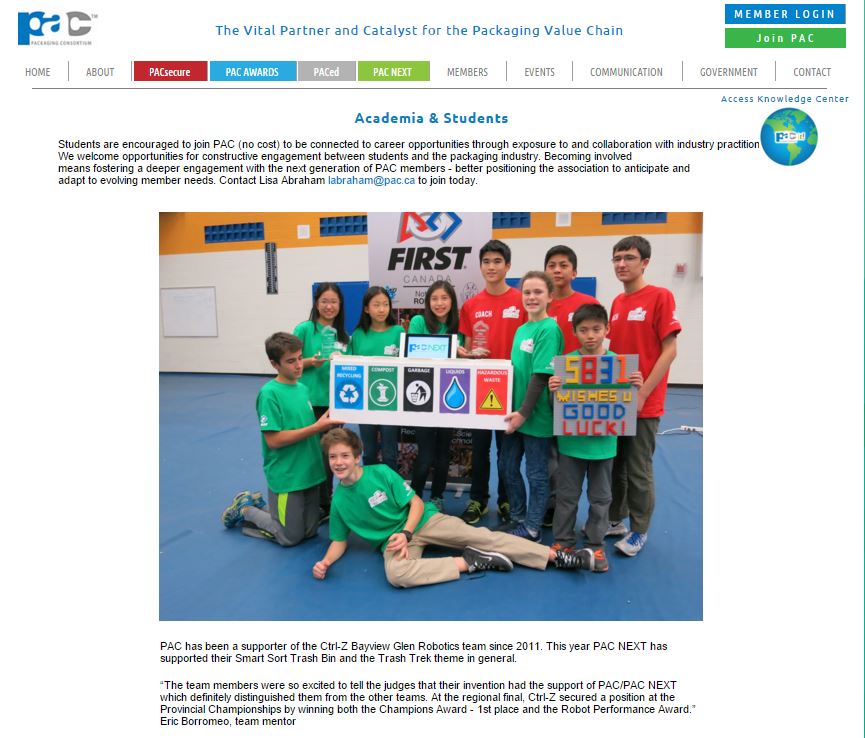 pac™
PACKAGING CONSORTIUM
The Vital Partner and Catalyst for the Packaging Value Chain
MEMBER LOGIN
Join PAC
HOME
ABOUT
PACsecure
PAC AWARDS
PACed
PAC NEXT
MEMBERS
EVENTS
COMMUNICATION
GOVERNMENT
CONTACT
Access Knowledge Center
Academia & Students
Students are encouraged to join PAC (no cost) to be connected to career opportunities through exposure to and collaboration with industry practition
We welcome opportunities for constructive engagement between students and the packaging industry. Becoming involved
means fostering a deeper engagement with the next generation of PAC members - better positioning the association to anticipate and
adapt to evolving member needs. Contact Lisa Abraham labraham@pac.ca to join today.
FIRST
CANADA
COACH
PAC NEXT
MIXED RECYCLING
COMPOST
GARBAGE
LIQUIDS
HAZARDOUS WASTE
5831
WISHES U
GOOD
LUCK!
PAC has been a supporter of the Ctrl-Z Bayview Glen Robotics team since 2011. This year PAC NEXT has
supported their Smart Sort Trash Bin and the Trash Trek theme in general.
“The team members were so excited to tell the judges that their invention had the support of PAC/PAC NEXT
which definitely distinguished them from the other teams. At the regional final, Ctrl-Z secured a position at the
Provincial Championships by winning both the Champions Award - 1st place and the Robot Performance Award.”
Eric Borromeo, team mentor